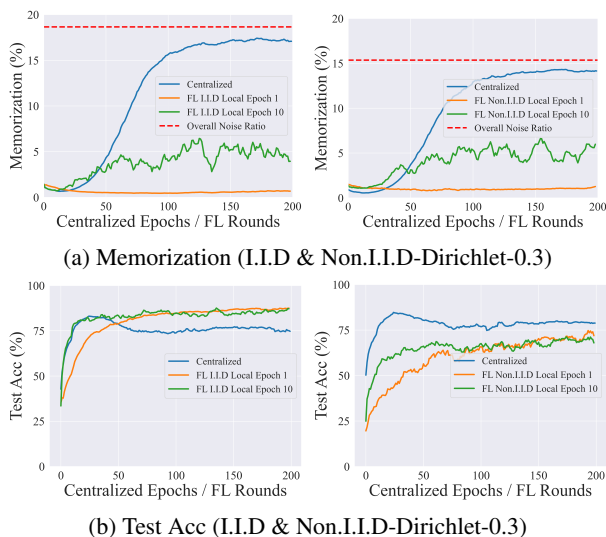 20
15
10
5
0
Memorization (%)
Centralized
FL I.I.D Local Epoch 1
FL I.I.D Local Epoch 10
Overall Noise Ratio
0 50 100 150 200
Centralized Epochs / FL Rounds
20
15
10
5
0
Memorization (%)
Centralized
FL Non.I.I.D Local Epoch 1
FL Non.I.I.D Local Epoch 10
Overall Noise Ratio
0 50 100 150 200
Centralized Epochs / FL Rounds
(a) Memorization (I.I.D & Non.I.I.D-Dirichlet-0.3)
100
75
50
25
0
Test Acc (%)
Centralized
FL I.I.D Local Epoch 1
FL I.I.D Local Epoch 10
0 50 100 150 200
Centralized Epochs / FL Rounds
100
75
50
25
0
Test Acc (%)
Centralized
FL Non.I.I.D Local Epoch 1
FL Non.I.I.D Local Epoch 10
0 50 100 150 200
Centralized Epochs / FL Rounds
(b) Test Acc (I.I.D & Non.I.I.D-Dirichlet-0.3)